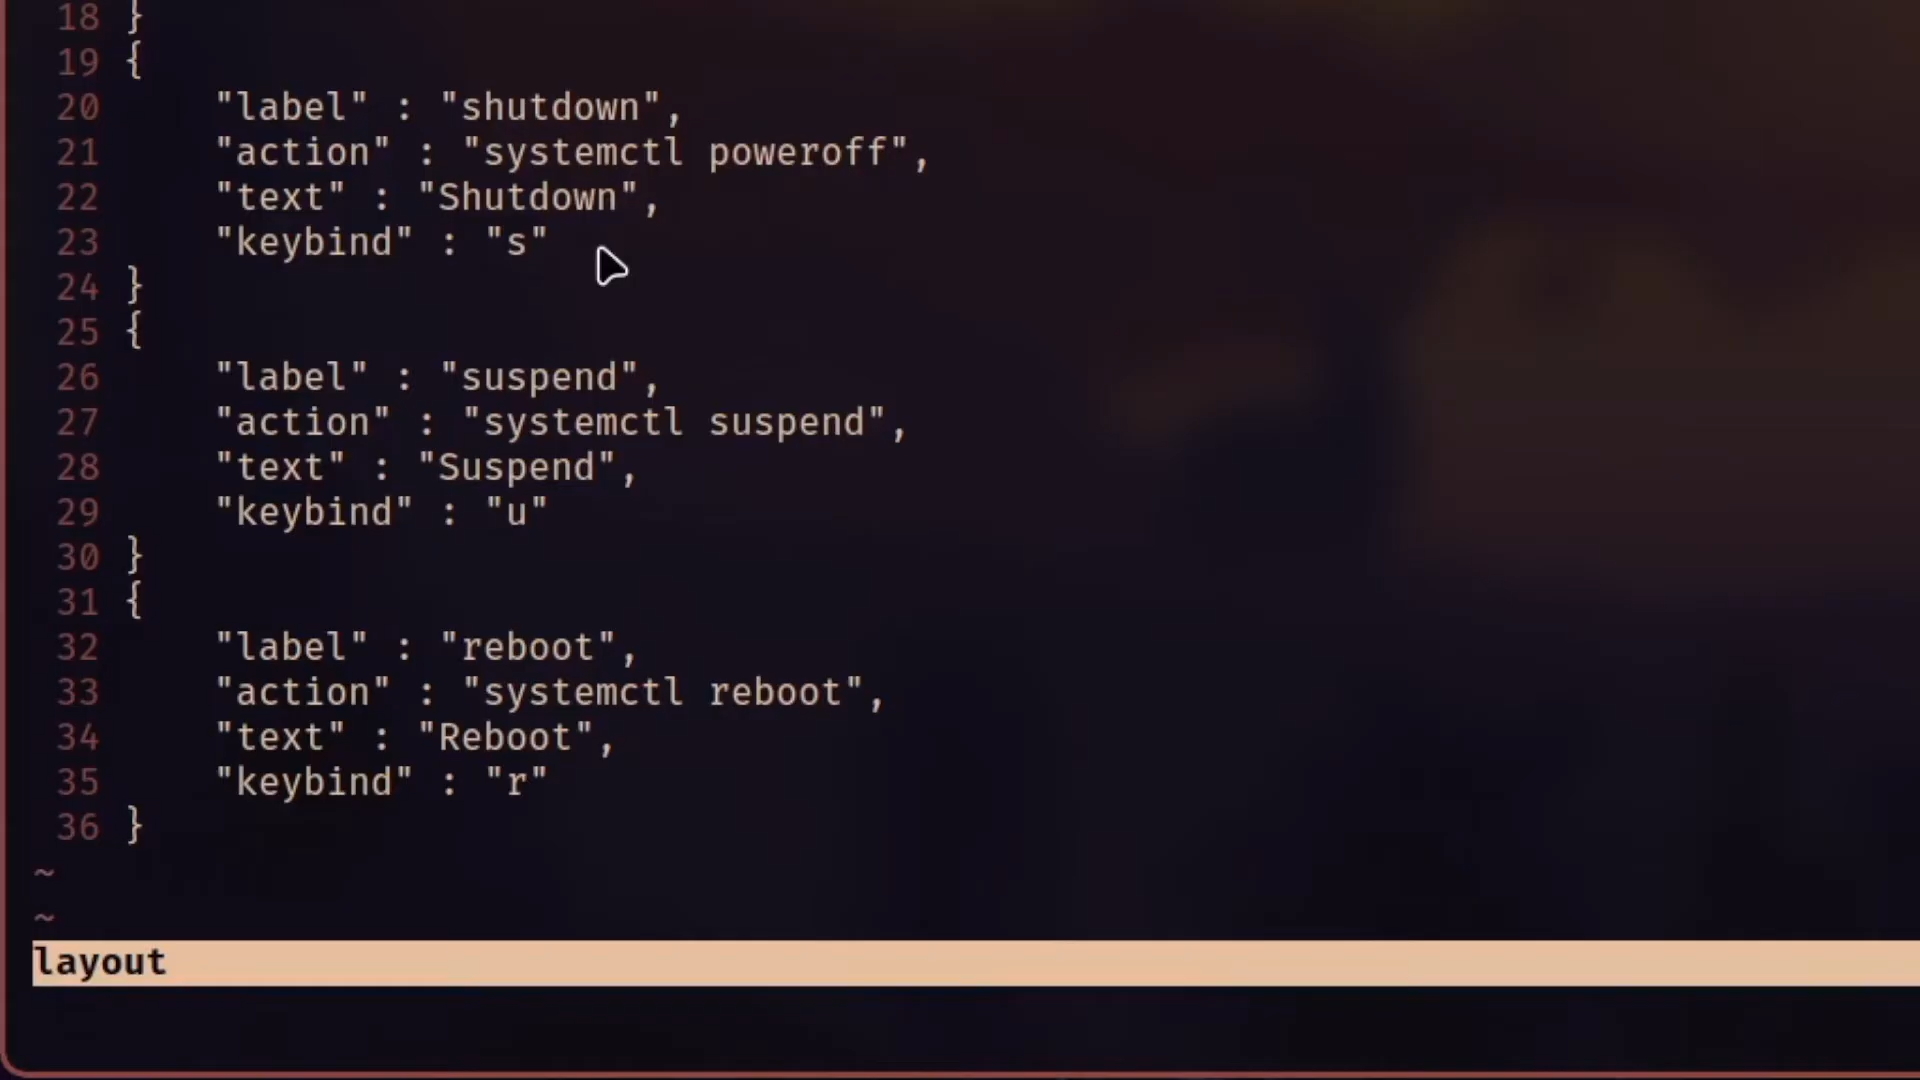 18 }
19 {
20     "label" : "shutdown",
21     "action" : "systemctl poweroff",
22     "text" : "Shutdown",
23     "keybind" : "s"
24 }
25 {
26     "label" : "suspend",
27     "action" : "systemctl suspend",
28     "text" : "Suspend",
29     "keybind" : "u"
30 }
31 {
32     "label" : "reboot",
33     "action" : "systemctl reboot",
34     "text" : "Reboot",
35     "keybind" : "r"
36 }
~
~
layout